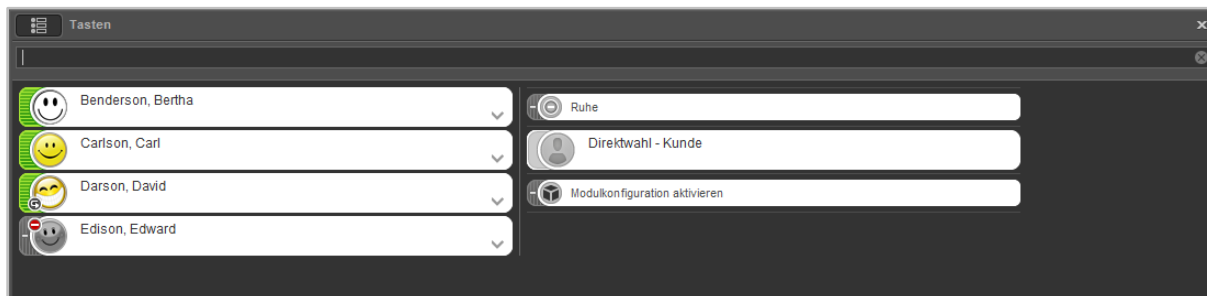 Tasten
Benderson, Bertha
Carlson, Carl
Darson, David
Edison, Edward
Ruhe
Direktwahl - Kunde
Modulkonfiguration aktivieren